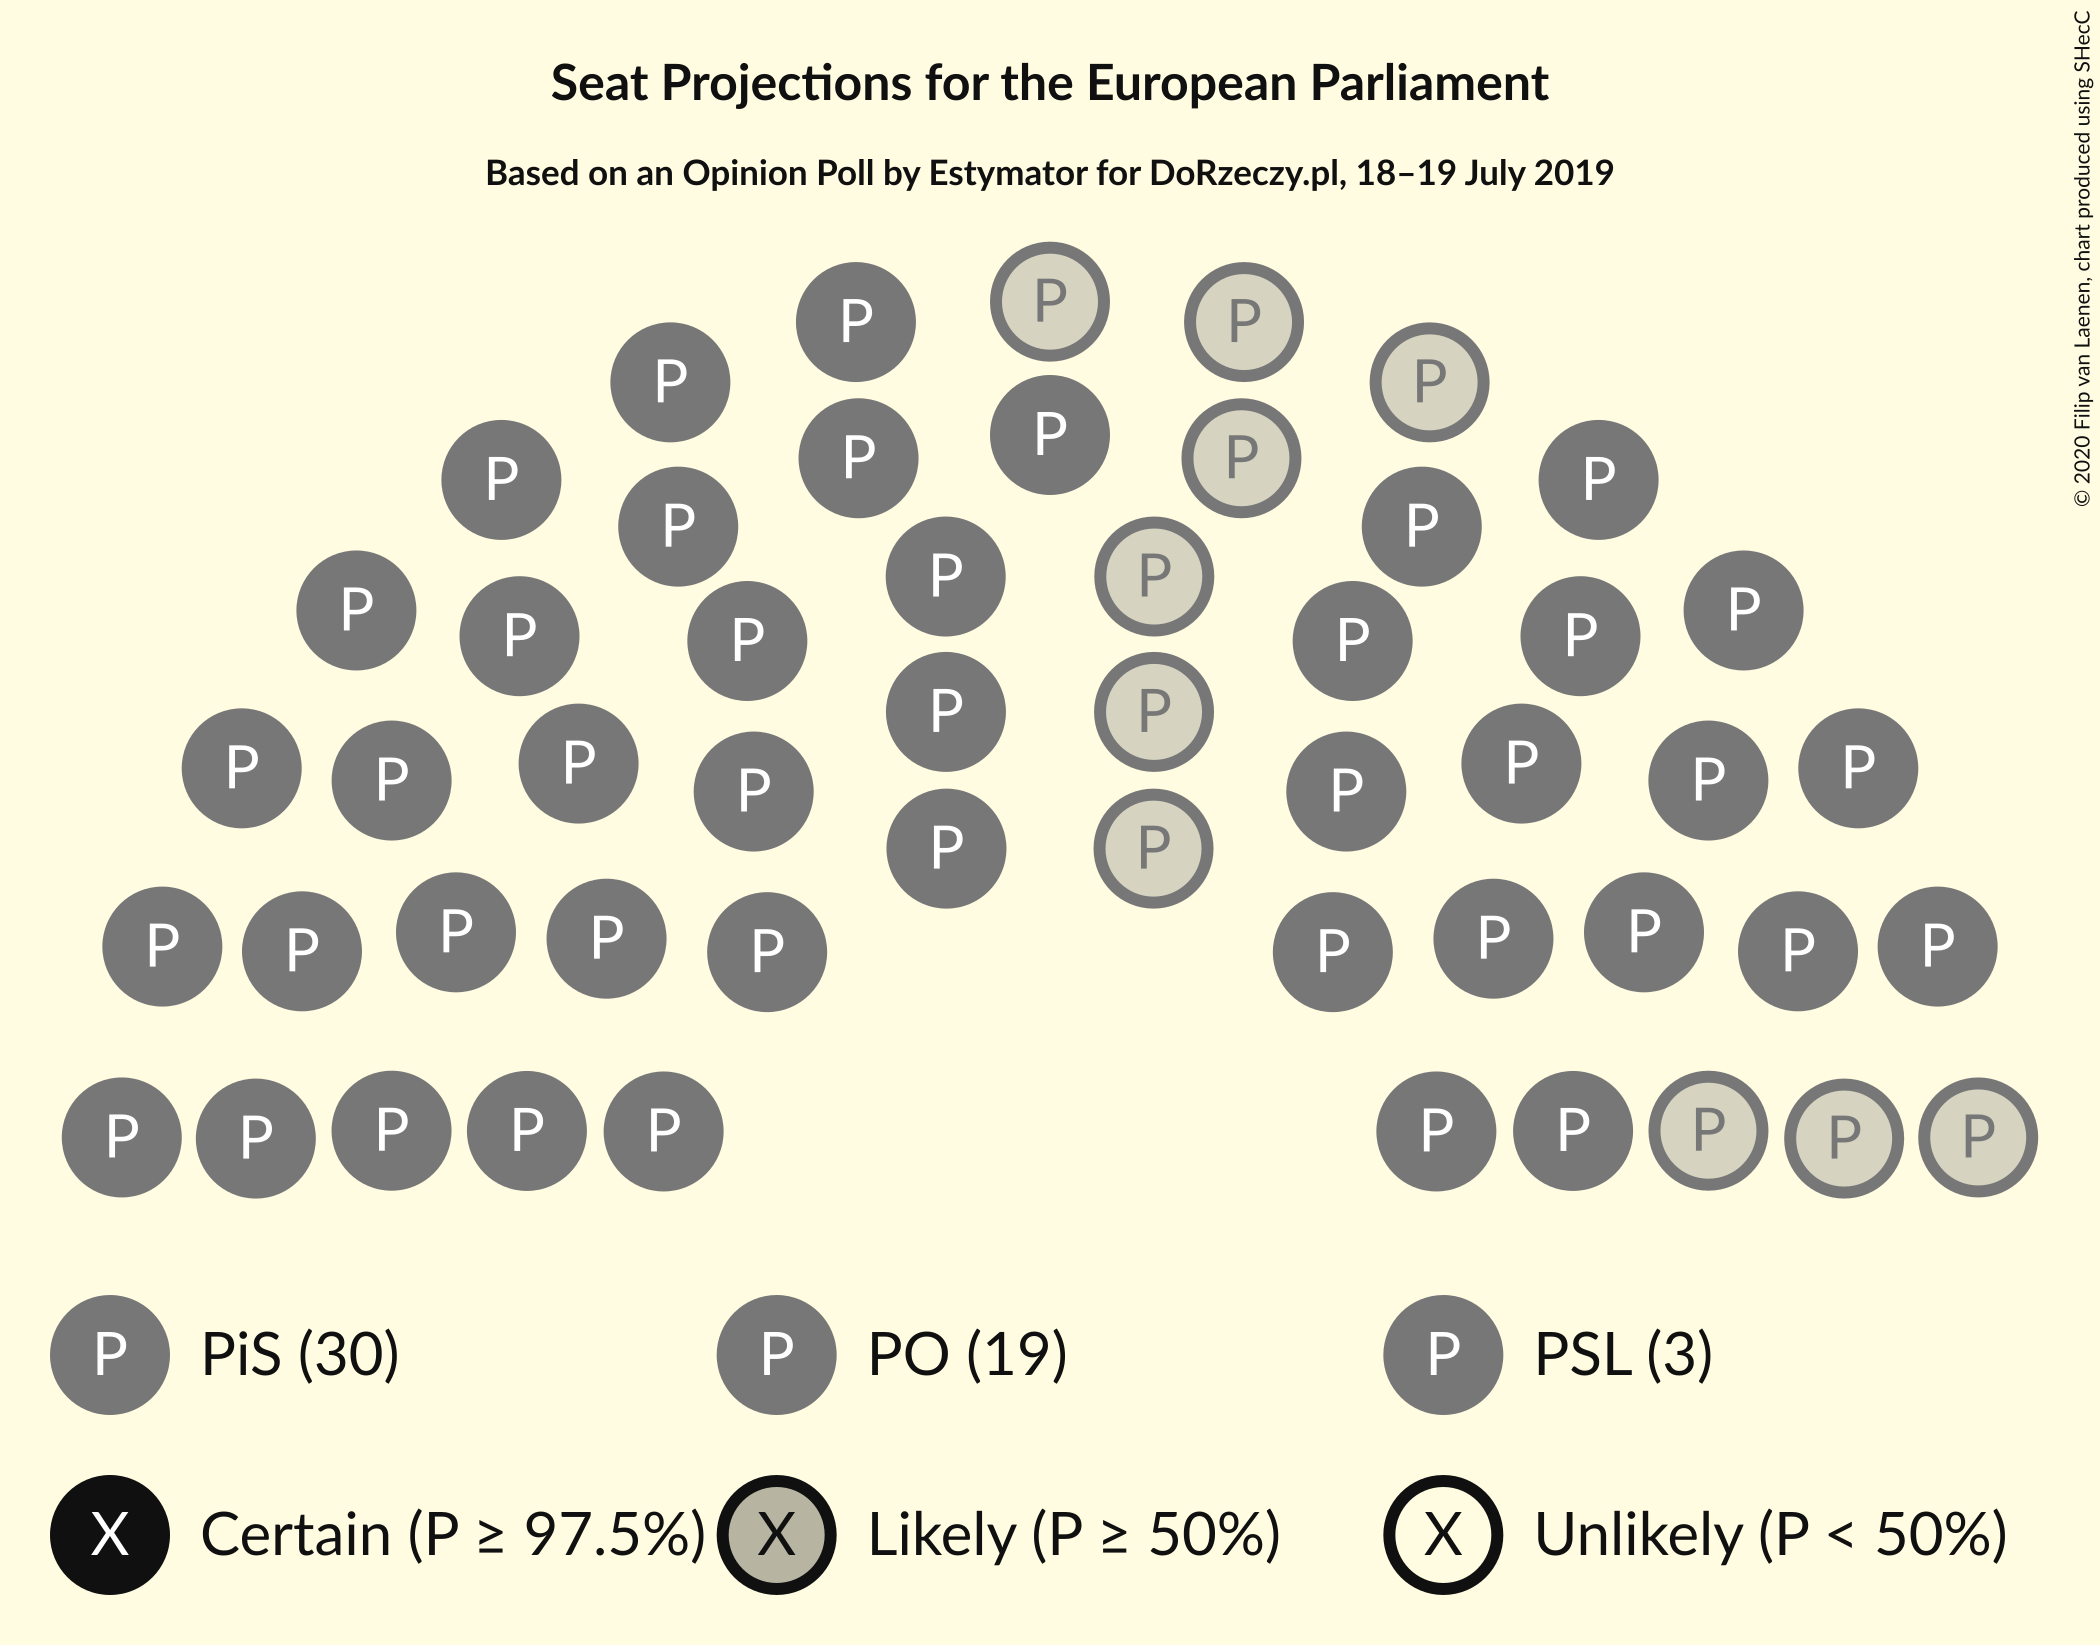 Seat Projections for the European Parliament
Based on an Opinion Poll by Estymator for DoRzeczy.pl, 18–19 July 2019
© 2020 Filip van Laenen, chart produced using SHecC
P
P P
P P
P
P P
P P
P P
P P
P P
P P
P P
P P
P P
P P P P
P P
P P
P P
P P
P P
P P P P
P P
P P P P
P P
P P P P P P P P P P
P PiS (30) P PO (19) P PSL (3)
X Certain (P ≥ 97.5%) X Likely (P ≥ 50%) X Unlikely (P < 50%)